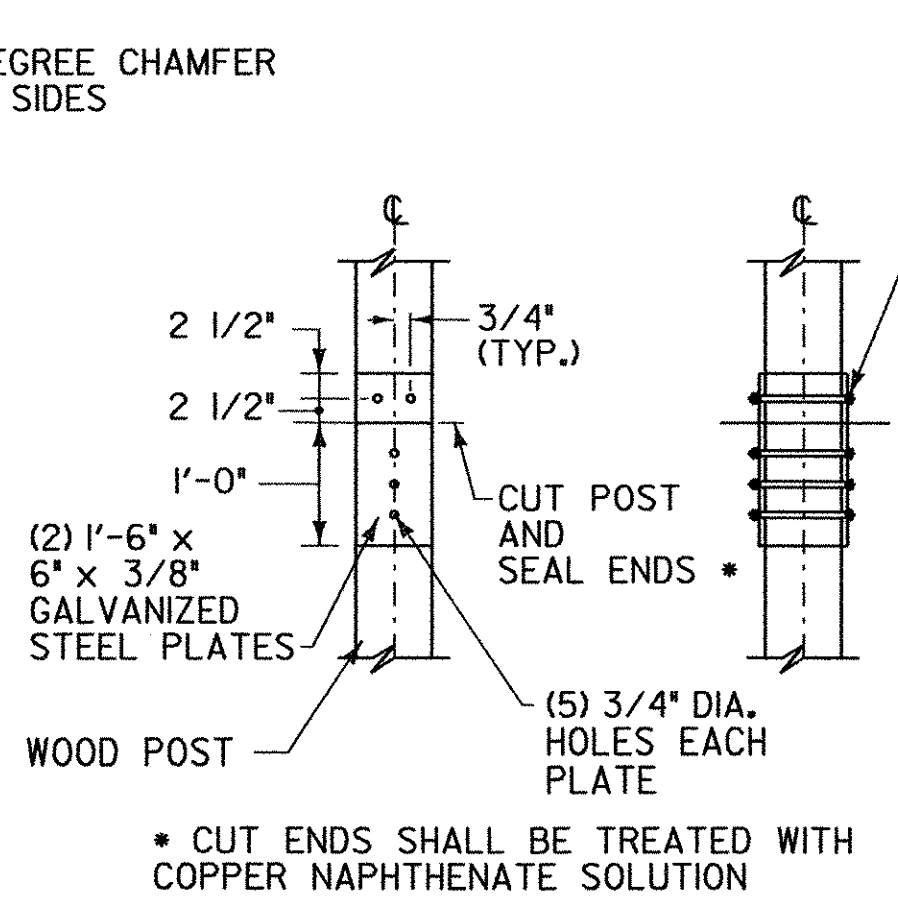 EGREE CHAMFER
SIDES
℄
℄
2 1/2"
3/4"
(TYP.)
2 1/2"
1'-0"
CUT POST
AND
SEAL ENDS *
(2) 1'-6" x
6" x 3/8"
GALVANIZED
STEEL PLATES
(5) 3/4" DIA.
HOLES EACH
PLATE
WOOD POST
* CUT ENDS SHALL BE TREATED WITH
COPPER NAPHTHENATE SOLUTION